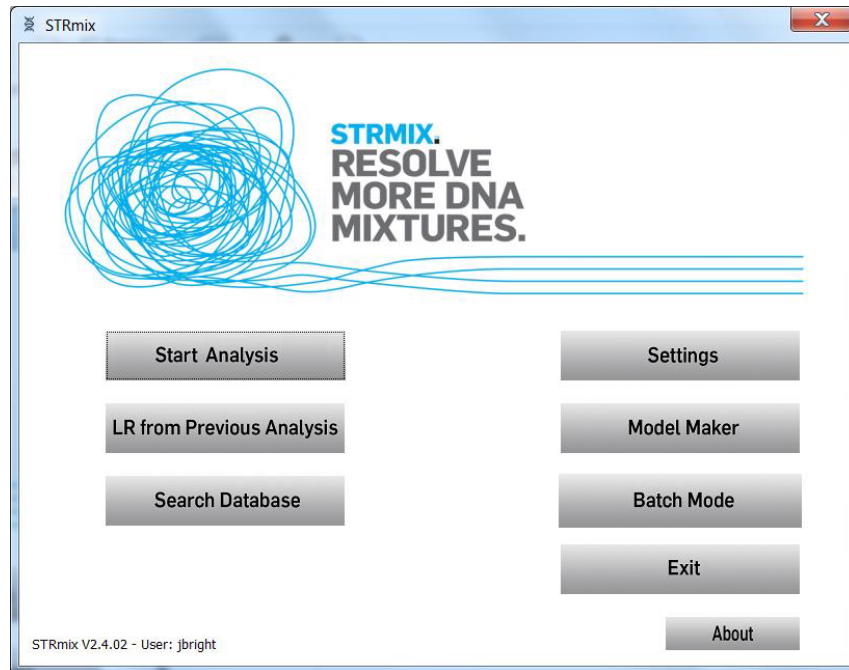 STRmix
STRMIX.
RESOLVE
MORE DNA
MIXTURES.
Start Analysis
Settings
LR from Previous Analysis
Model Maker
Search Database
Batch Mode
Exit
About
STRmix V2.4.02 - User: jbright